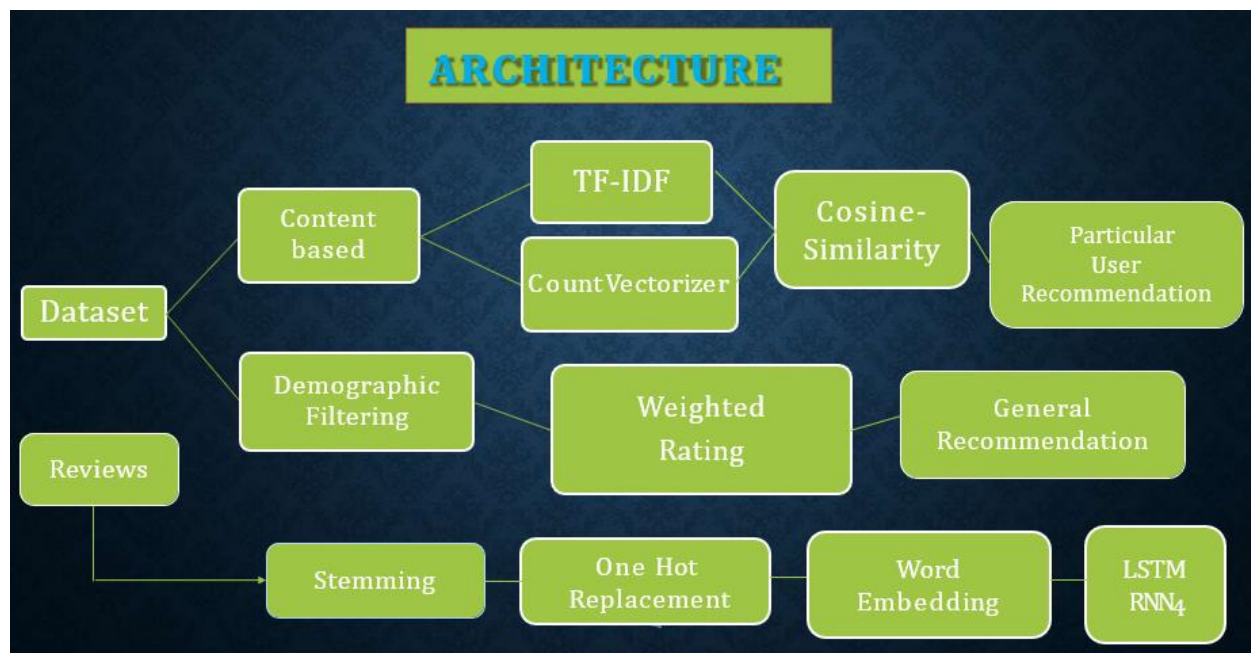 ARCHITECTURE
TF-IDF
Content
based
Cosine-
Similarity
Particular
User
Recommendation
CountVectorizer
Dataset
Demographic
Filtering
Weighted
Rating
General
Recommendation
Reviews
Stemming
One Hot
Replacement
Word
Embedding
LSTM
RNN4